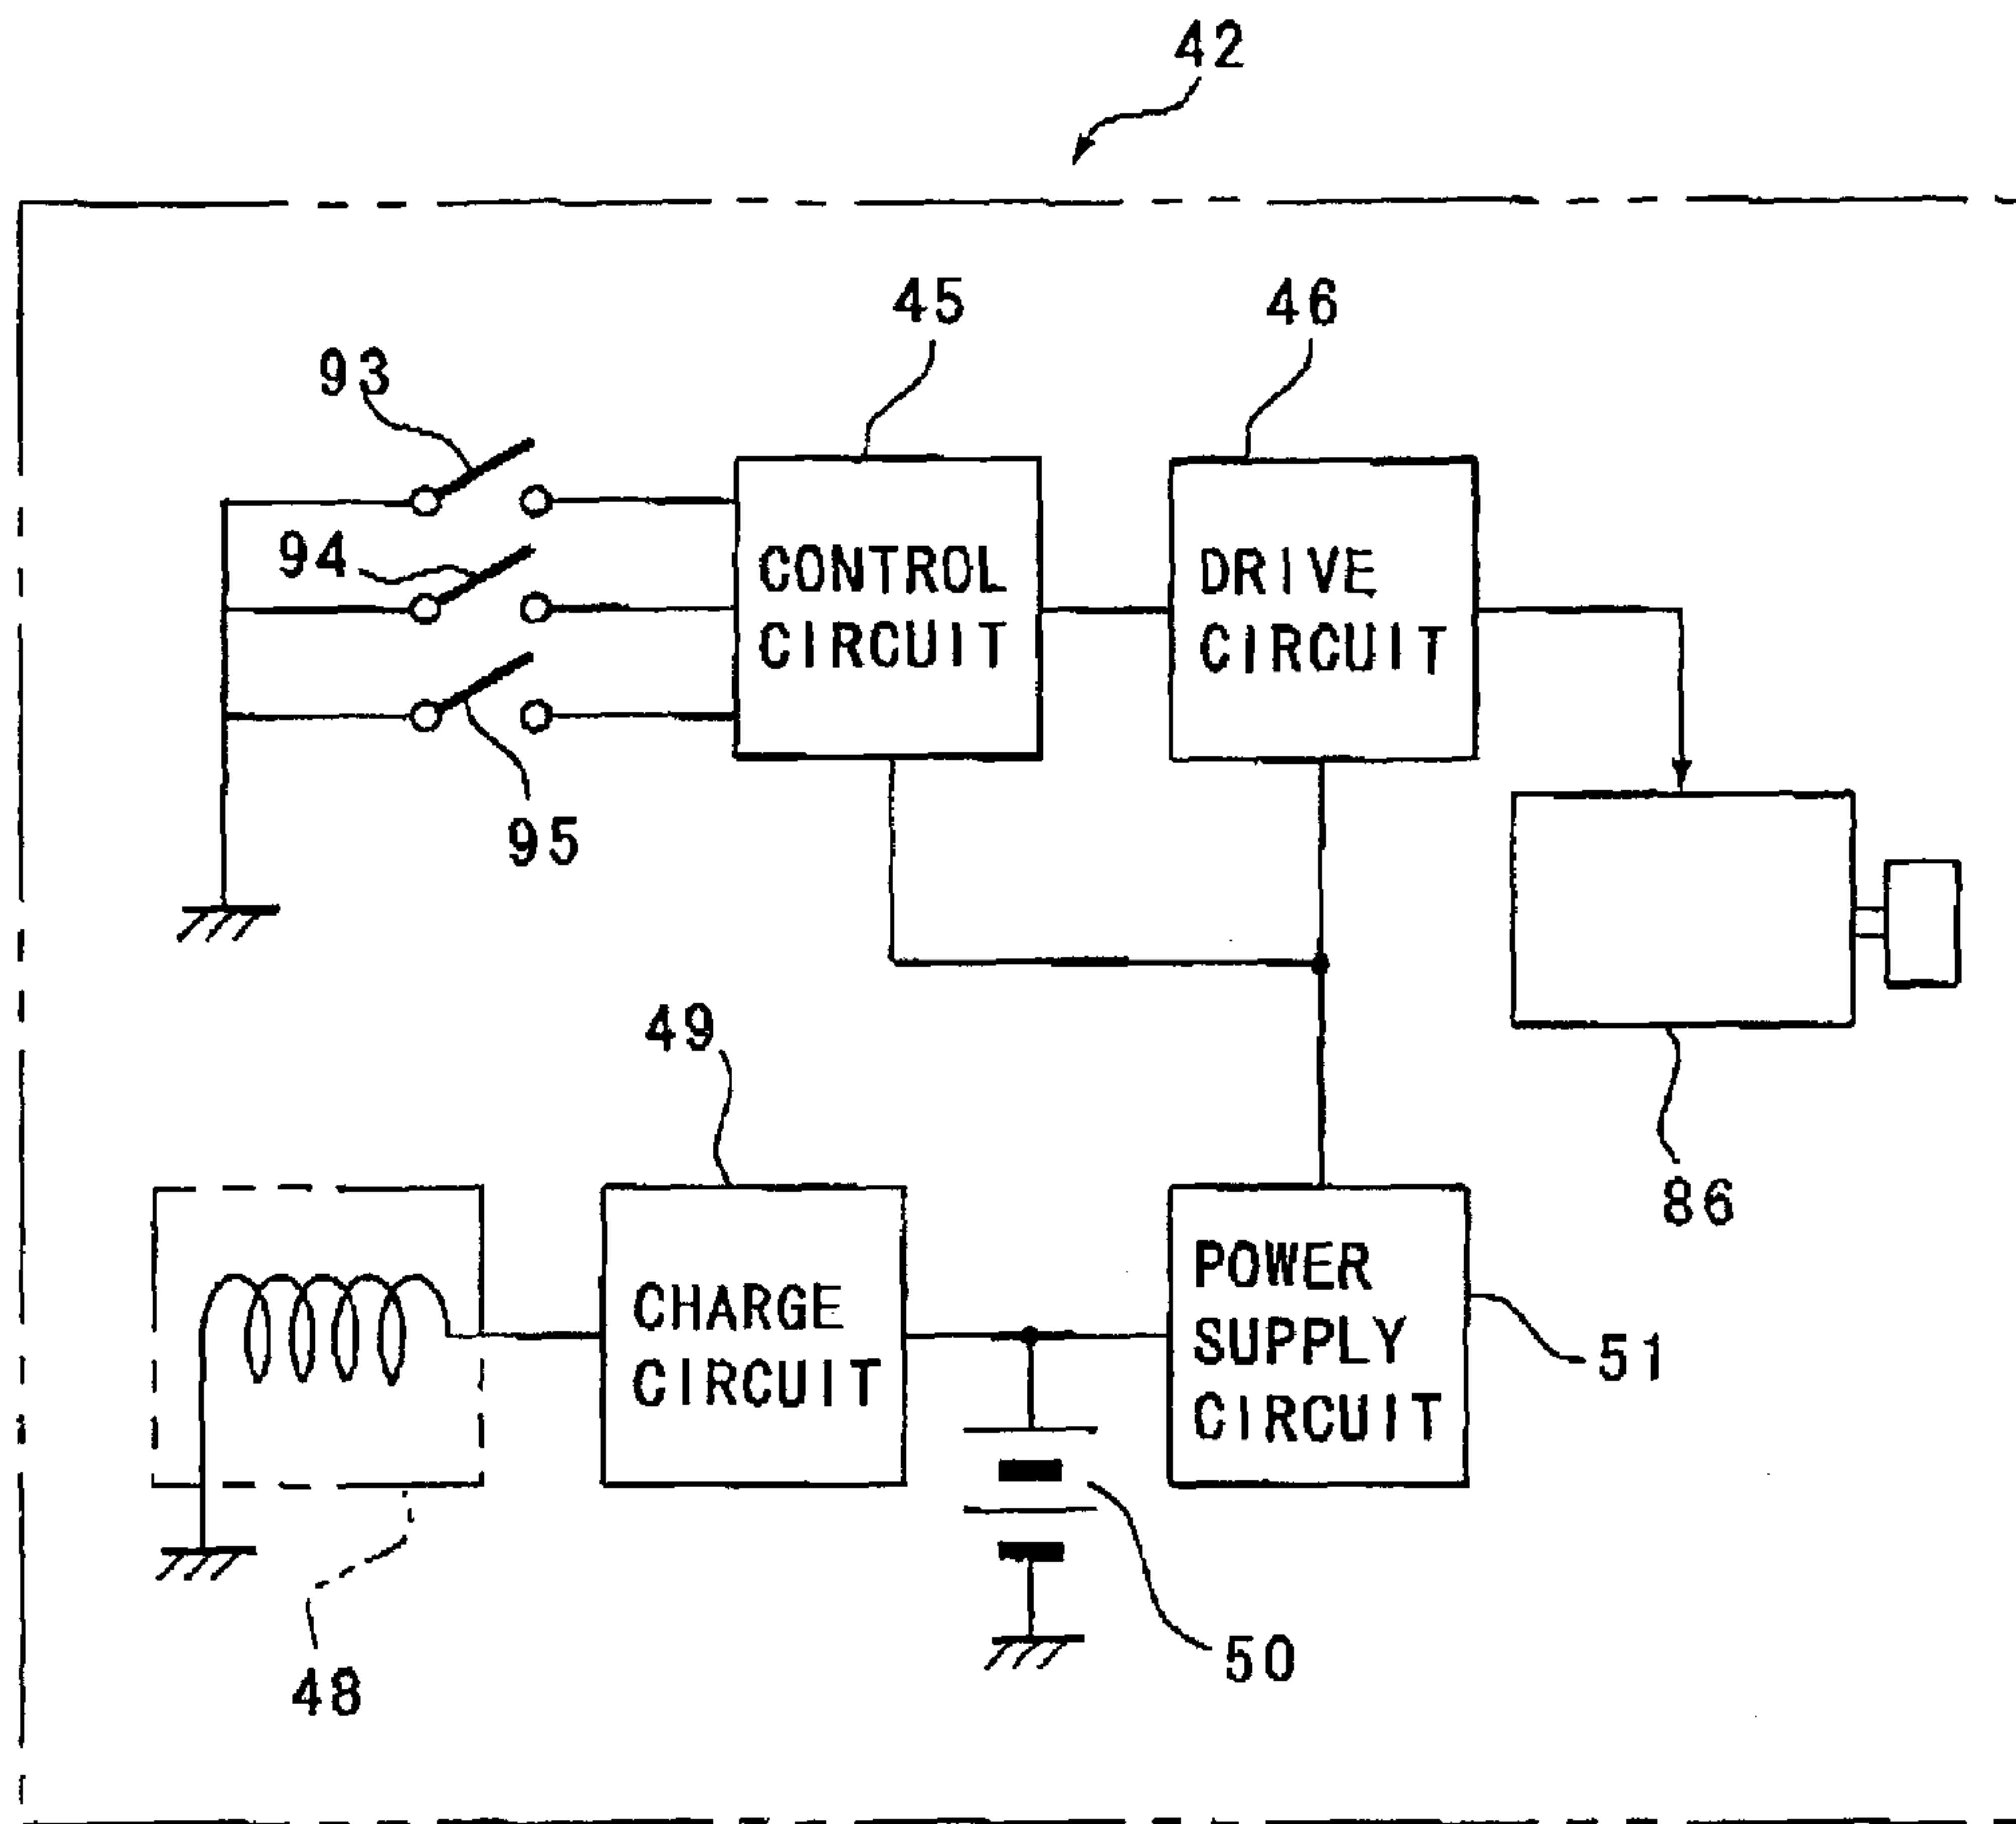 42
45
46
93
94
CONTROL
CIRCUIT
DRIVE
CIRCUIT
95
49
86
CHARGE
CIRCUIT
POWER
SUPPLY
CIRCUIT
51
50
48